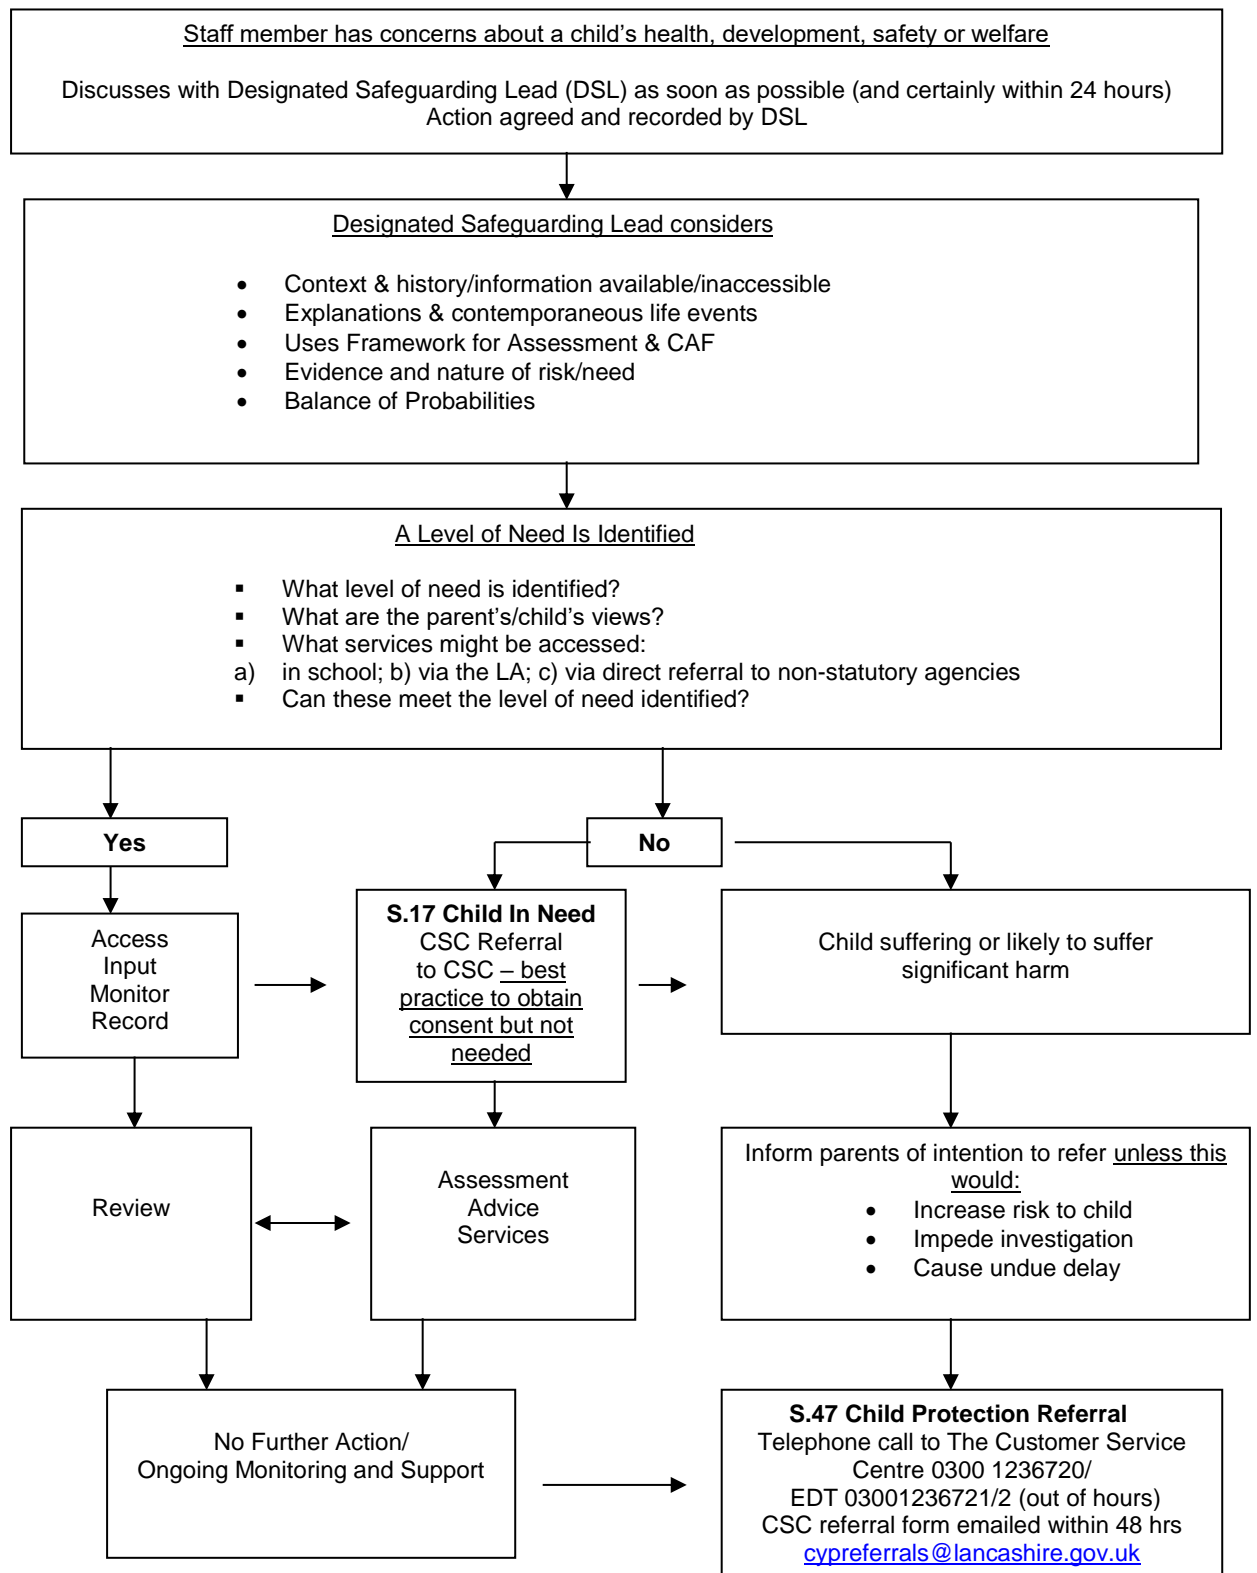 Staff member has concerns about a child’s health, development, safety or welfare
Discusses with Designated Safeguarding Lead (DSL) as soon as possible (and certainly within 24 hours)
Action agreed and recorded by DSL
Designated Safeguarding Lead considers
• Context & history/information available/inaccessible
• Explanations & contemporaneous life events
• Uses Framework for Assessment & CAF
• Evidence and nature of risk/need
• Balance of Probabilities
A Level of Need Is Identified
▪ What level of need is identified?
▪ What are the parent’s/child’s views?
▪ What services might be accessed:
a) in school; b) via the LA; c) via direct referral to non-statutory agencies
▪ Can these meet the level of need identified?
Yes
No
Access
Input
Monitor
Record
S.17 Child In Need
CSC Referral
to CSC – best
practice to obtain
consent but not
needed
Child suffering or likely to suffer
significant harm
Review
Assessment
Advice
Services
Inform parents of intention to refer unless this
would:
• Increase risk to child
• Impede investigation
• Cause undue delay
No Further Action/
Ongoing Monitoring and Support
S.47 Child Protection Referral
Telephone call to The Customer Service
Centre 0300 1236720/
EDT 03001236721/2 (out of hours)
CSC referral form emailed within 48 hrs
cypreferrals@lancashire.gov.uk